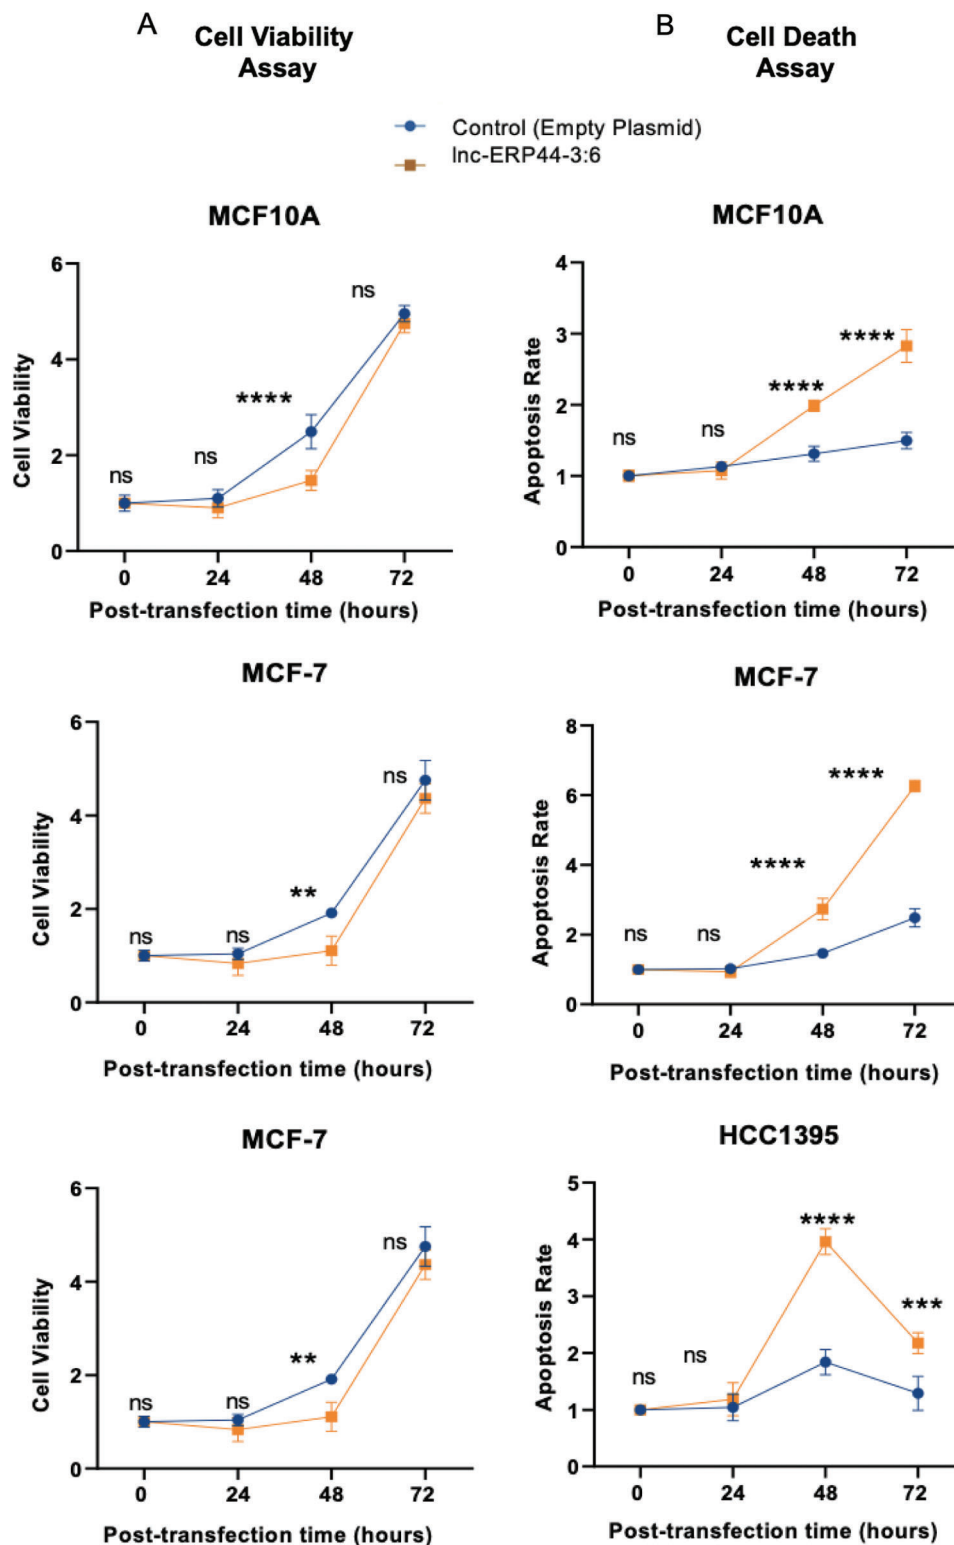 A
Cell Viability
Assay
B
Cell Death
Assay
Control (Empty Plasmid)
lnc-ERP44-3:6
MCF10A
Cell Viability
6
4
2
0
ns
ns
****
ns
0 24 48 72
Post-transfection time (hours)
MCF10A
Apoptosis Rate
4
3
2
1
0
ns
ns
****
****
0 24 48 72
Post-transfection time (hours)
MCF-7
Cell Viability
6
4
2
0
ns
ns
**
ns
0 24 48 72
Post-transfection time (hours)
MCF-7
Apoptosis Rate
8
6
4
2
0
ns
ns
****
****
0 24 48 72
Post-transfection time (hours)
MCF-7
Cell Viability
6
4
2
0
ns
ns
**
ns
0 24 48 72
Post-transfection time (hours)
HCC1395
Apoptosis Rate
5
4
3
2
1
0
ns
ns
****
***
0 24 48 72
Post-transfection time (hours)